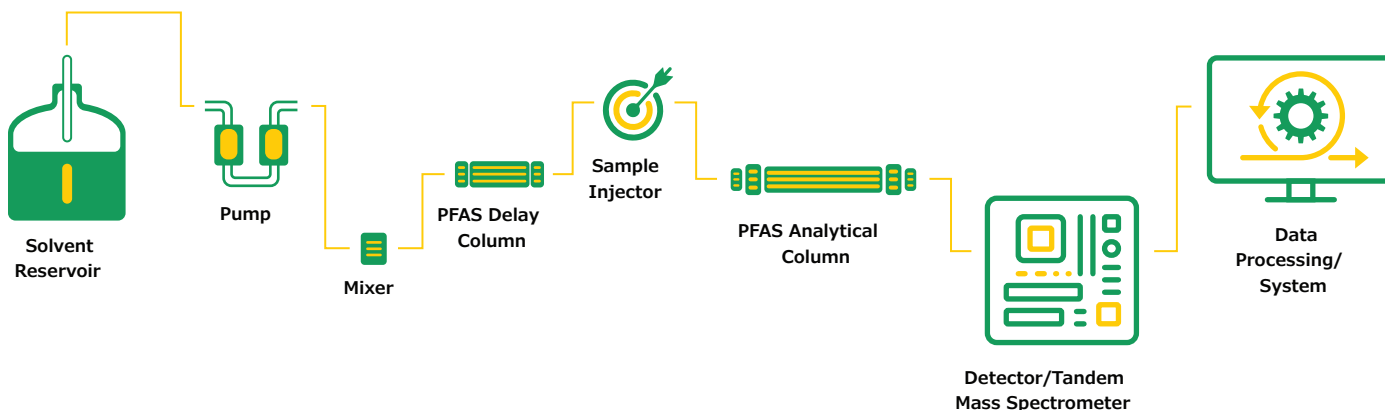 Solvent
Reservoir
Pump
Mixer
PFAS Delay
Column
Sample
Injector
PFAS Analytical
Column
Detector/Tandem
Mass Spectrometer
Data
Processing/
System